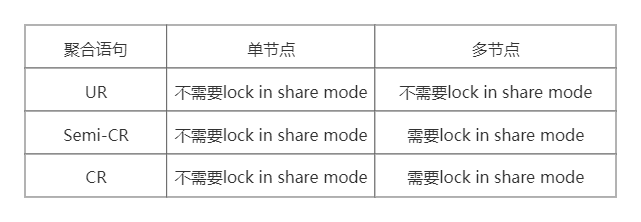 聚合语句 单节点 多节点
UR 不需要lock in share mode 不需要lock in share mode
Semi-CR 不需要lock in share mode 需要lock in share mode
CR 不需要lock in share mode 需要lock in share mode